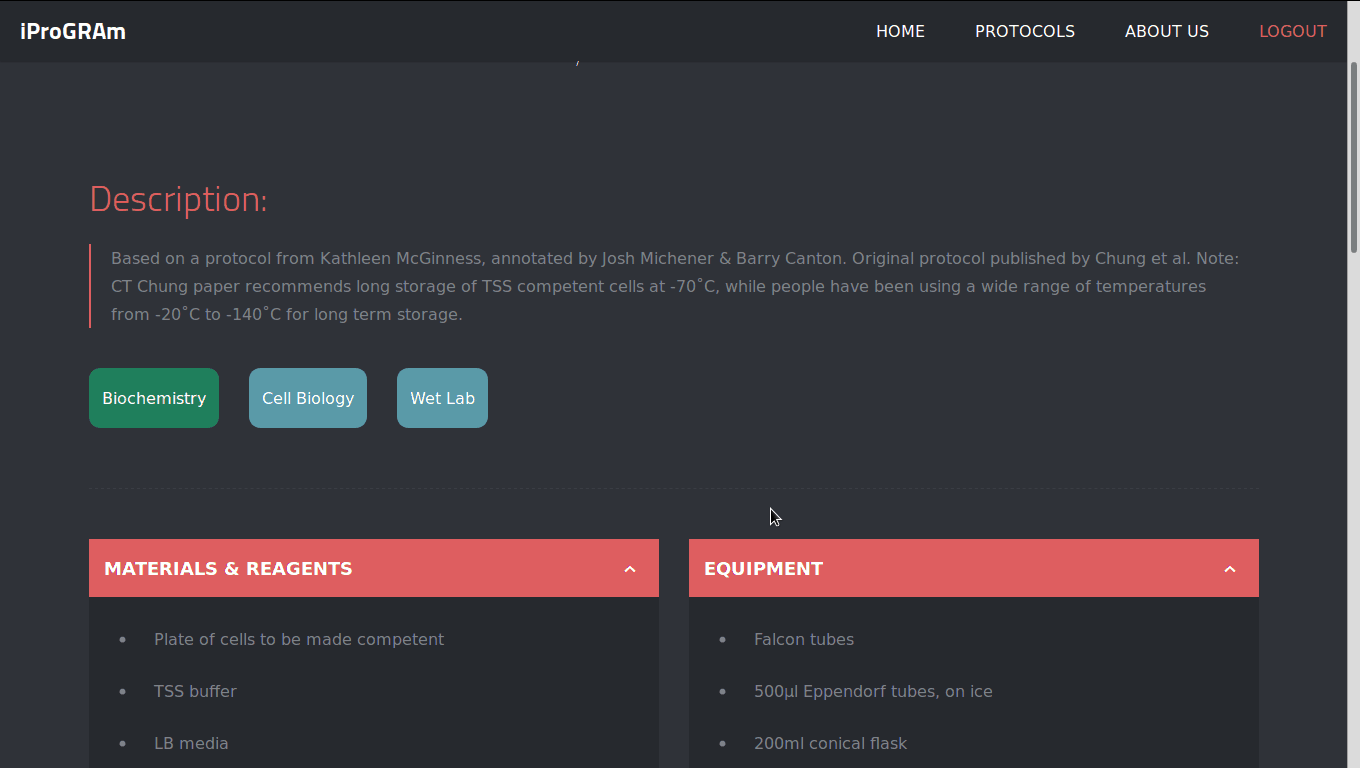 iProGRAm
HOME PROTOCOLS ABOUT US LOGOUT
Description:
Based on a protocol from Kathleen McGinness, annotated by Josh Michener & Barry Canton. Original protocol published by Chung et al. Note:
CT Chung paper recommends long storage of TSS competent cells at -70˚C, while people have been using a wide range of temperatures
from -20˚C to -140˚C for long term storage.
Biochemistry Cell Biology Wet Lab
MATERIALS & REAGENTS
• Plate of cells to be made competent
• TSS buffer
• LB media
EQUIPMENT
• Falcon tubes
• 500µl Eppendorf tubes, on ice
• 200ml conical flask